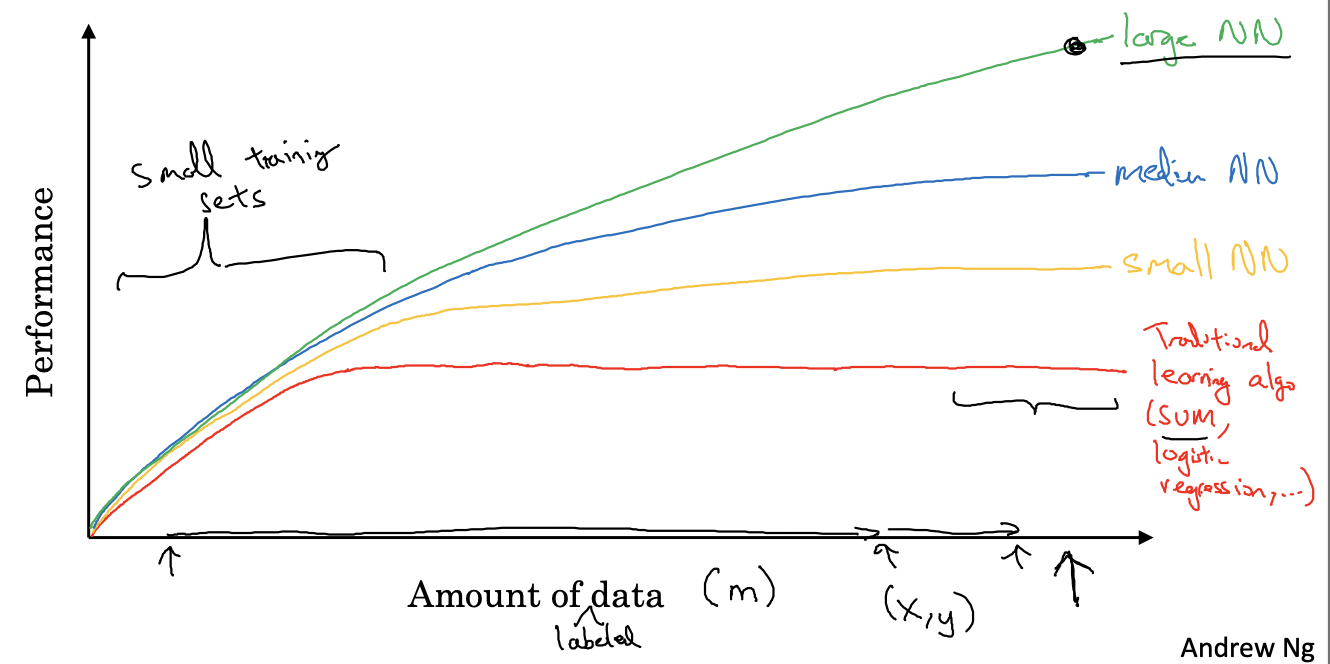 large NN
small training
sets
medium NN
small NN
Performance
Traditional
learning algo
(SVM,
logistic
regression,...)
Amount of data (m)
labeled
(x,y)
Andrew Ng